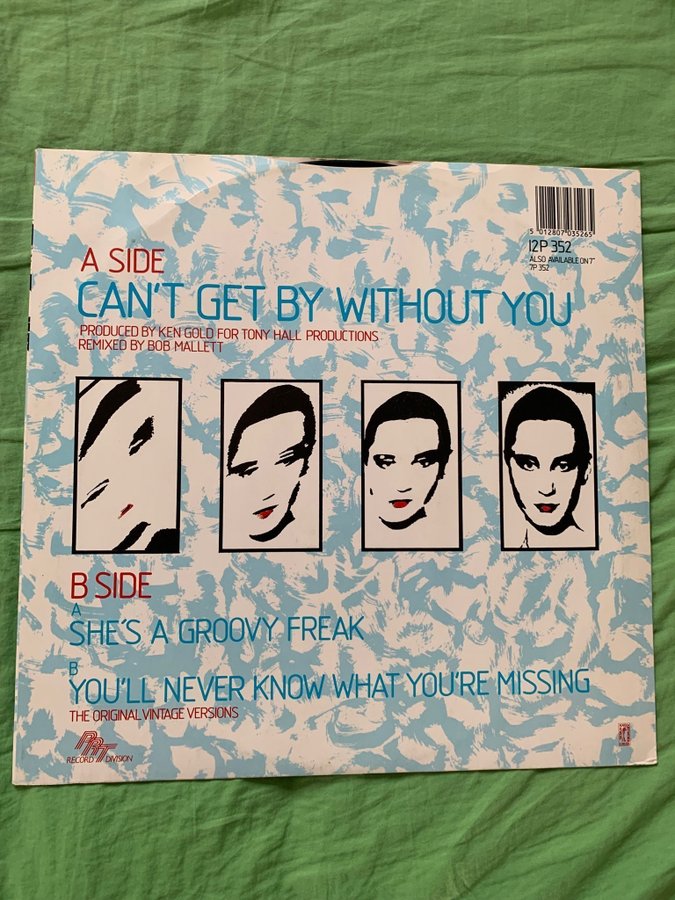 5 012807 035265
12P 352
ALSO AVAILABLE ON 7"
7P 352
A SIDE
CAN'T GET BY WITHOUT YOU
PRODUCED BY KEN GOLD FOR TONY HALL PRODUCTIONS
REMIXED BY BOB MALLETT
B SIDE
A
SHE'S A GROOVY FREAK
B
YOU'LL NEVER KNOW WHAT YOU'RE MISSING
THE ORIGINAL VINTAGE VERSIONS
PRT
RECORD DIVISION